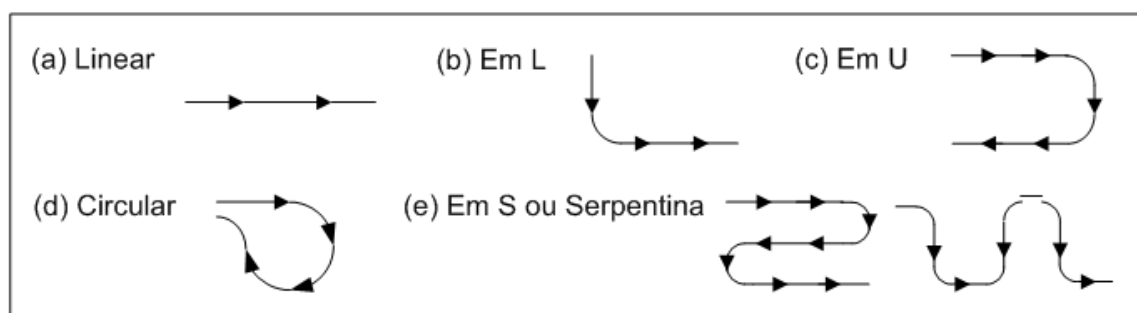 (a) Linear
(b) Em L
(c) Em U
(d) Circular
(e) Em S ou Serpentina